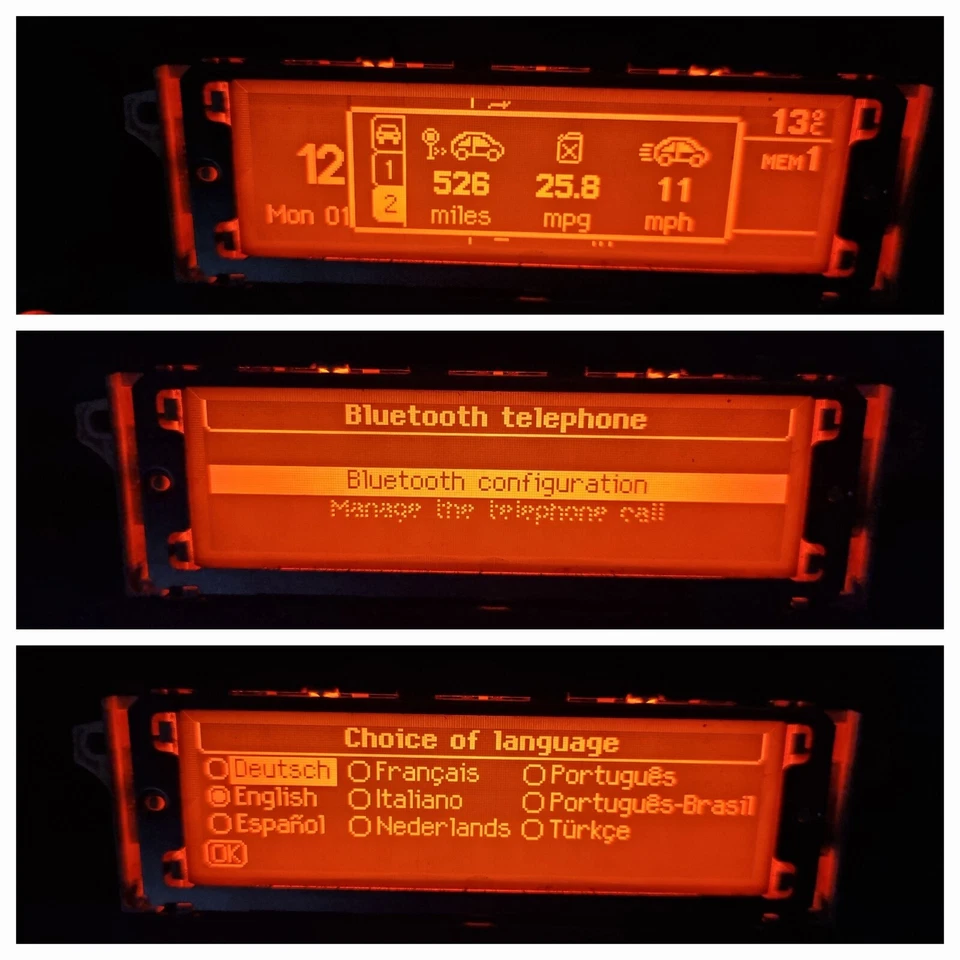 12
Mon 01
1
2
526
miles
25.8
mpg
11
mph
13°C
MEM1
Bluetooth telephone
Bluetooth configuration
Manage the telephone call
Choice of language
Deutsch Français Português
English Italiano Português-Brasil
Español Nederlands Türkçe
OK